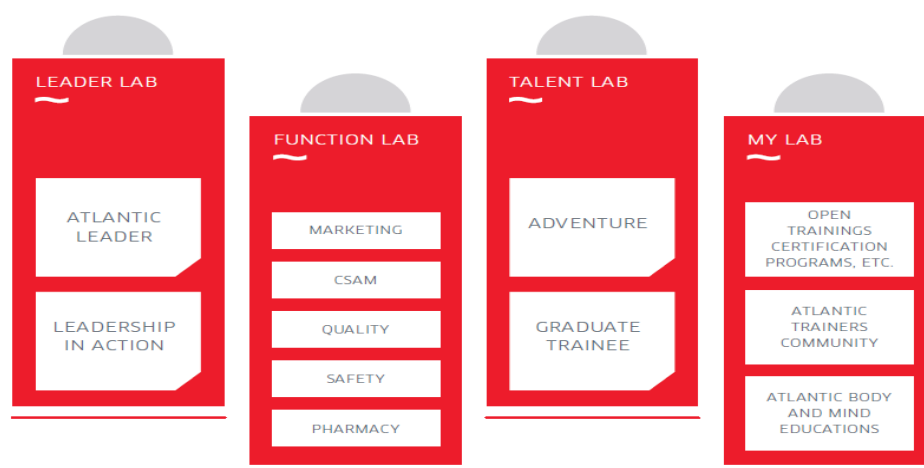 LEADER LAB
ATLANTIC
LEADER
LEADERSHIP
IN ACTION
FUNCTION LAB
MARKETING
CSAM
QUALITY
SAFETY
PHARMACY
TALENT LAB
ADVENTURE
GRADUATE
TRAINEE
MY LAB
OPEN
TRAININGS
CERTIFICATION
PROGRAMS, ETC.
ATLANTIC
TRAINERS
COMMUNITY
ATLANTIC BODY
AND MIND
EDUCATIONS